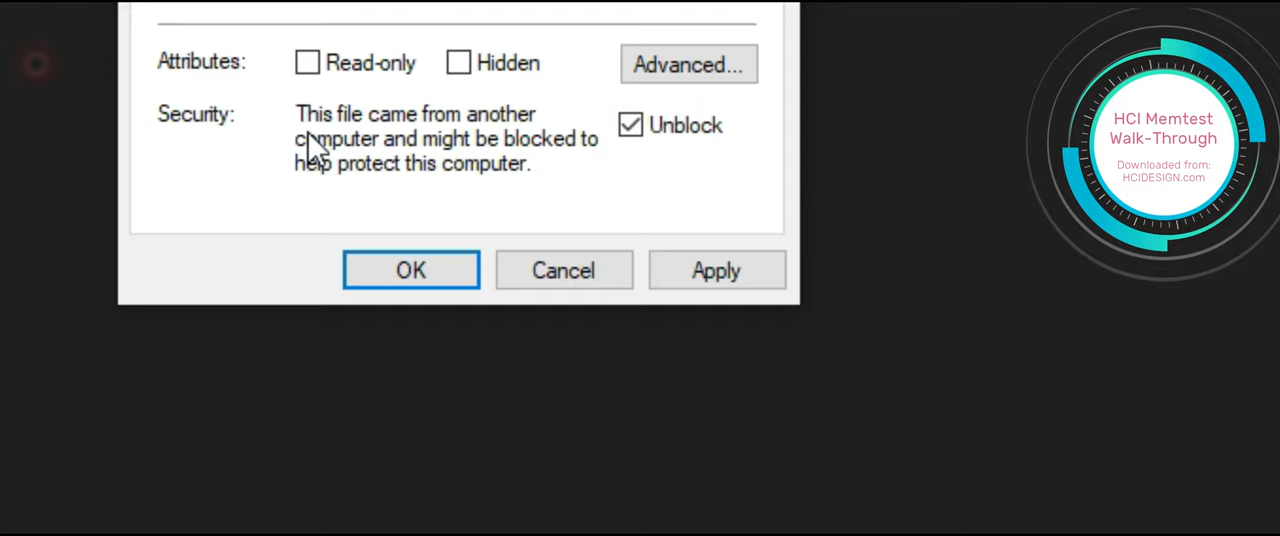 Attributes: Read-only Hidden Advanced...
Security: This file came from another
computer and might be blocked to
help protect this computer.
Unblock
OK Cancel Apply
HCI Memtest
Walk-Through
Downloaded from:
HCIDESIGN.com